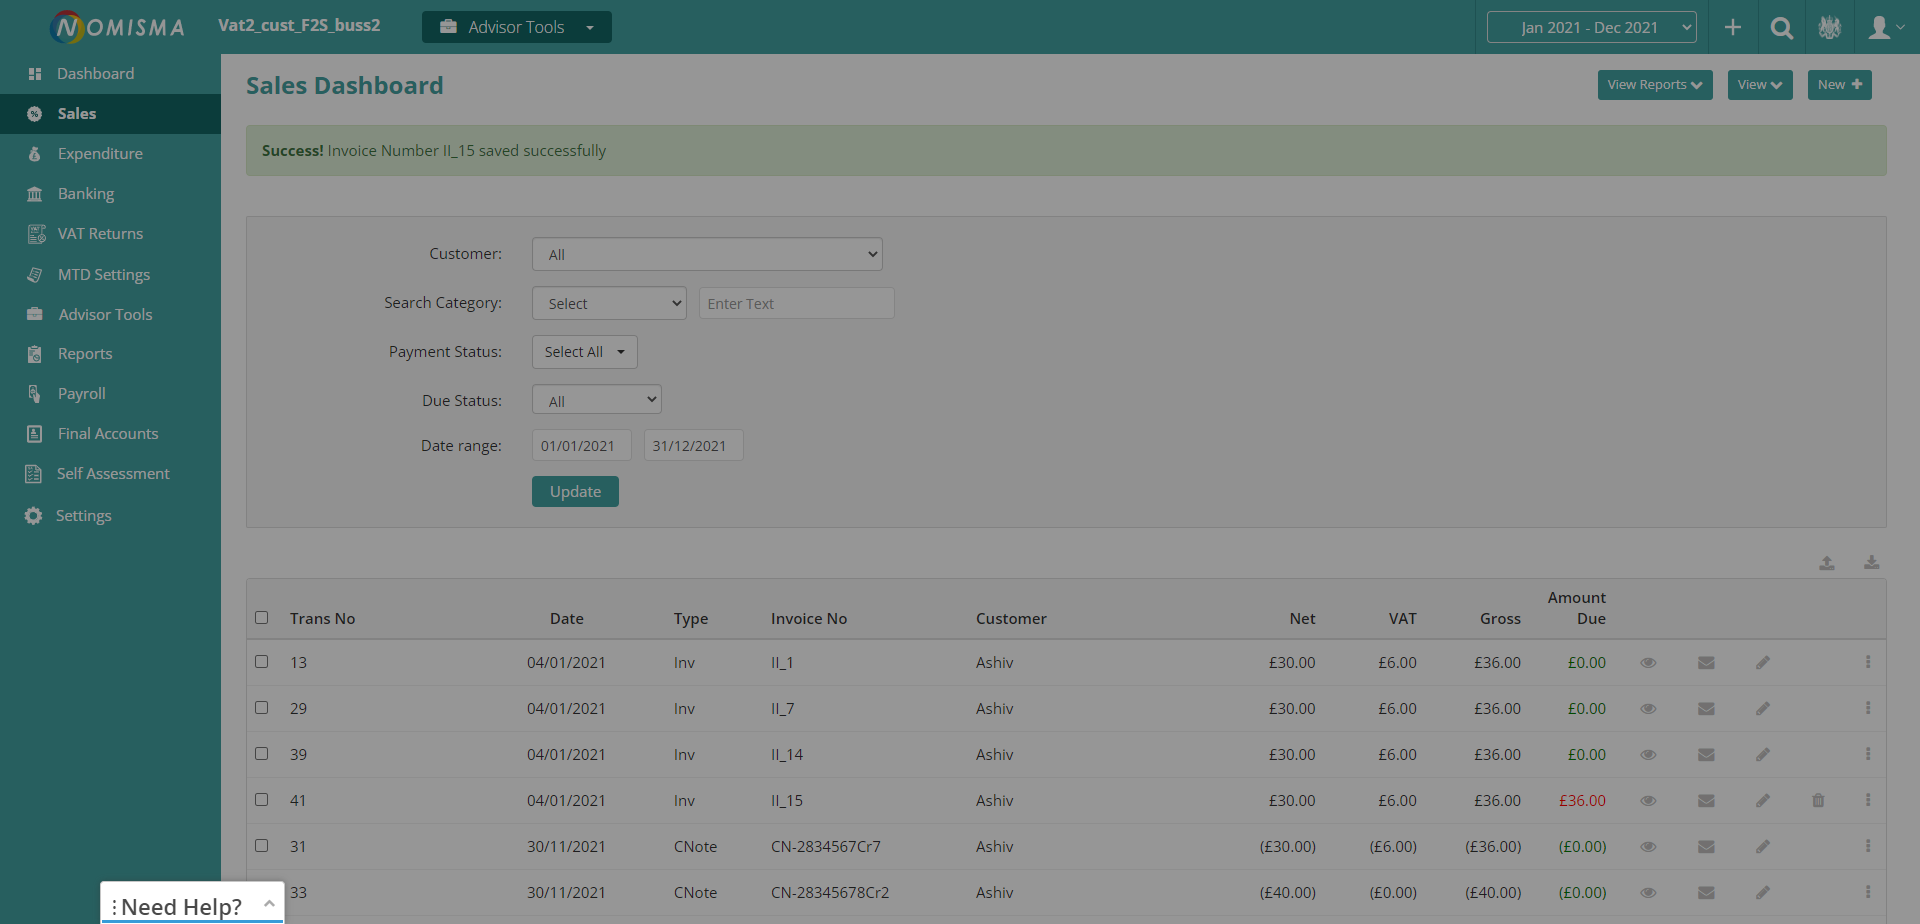 NOMISMA
Vat2_cust_F2S_buss2
Advisor Tools
Jan 2021 - Dec 2021
Dashboard
Sales
Expenditure
Banking
VAT Returns
MTD Settings
Advisor Tools
Reports
Payroll
Final Accounts
Self Assessment
Settings
Sales Dashboard
View Reports
View
New
Success! Invoice Number II_15 saved successfully
Customer: All
Search Category: Select Enter Text
Payment Status: Select All
Due Status: All
Date range: 01/01/2021 31/12/2021
Update
Trans No Date Type Invoice No Customer Net VAT Gross Amount Due
13 04/01/2021 Inv II_1 Ashiv £30.00 £6.00 £36.00 £0.00
29 04/01/2021 Inv II_7 Ashiv £30.00 £6.00 £36.00 £0.00
39 04/01/2021 Inv II_14 Ashiv £30.00 £6.00 £36.00 £0.00
41 04/01/2021 Inv II_15 Ashiv £30.00 £6.00 £36.00 £36.00
31 30/11/2021 CNote CN-2834567Cr7 Ashiv (£30.00) (£6.00) (£36.00) (£0.00)
33 30/11/2021 CNote CN-28345678Cr2 Ashiv (£40.00) (£0.00) (£40.00) (£0.00)
Need Help?